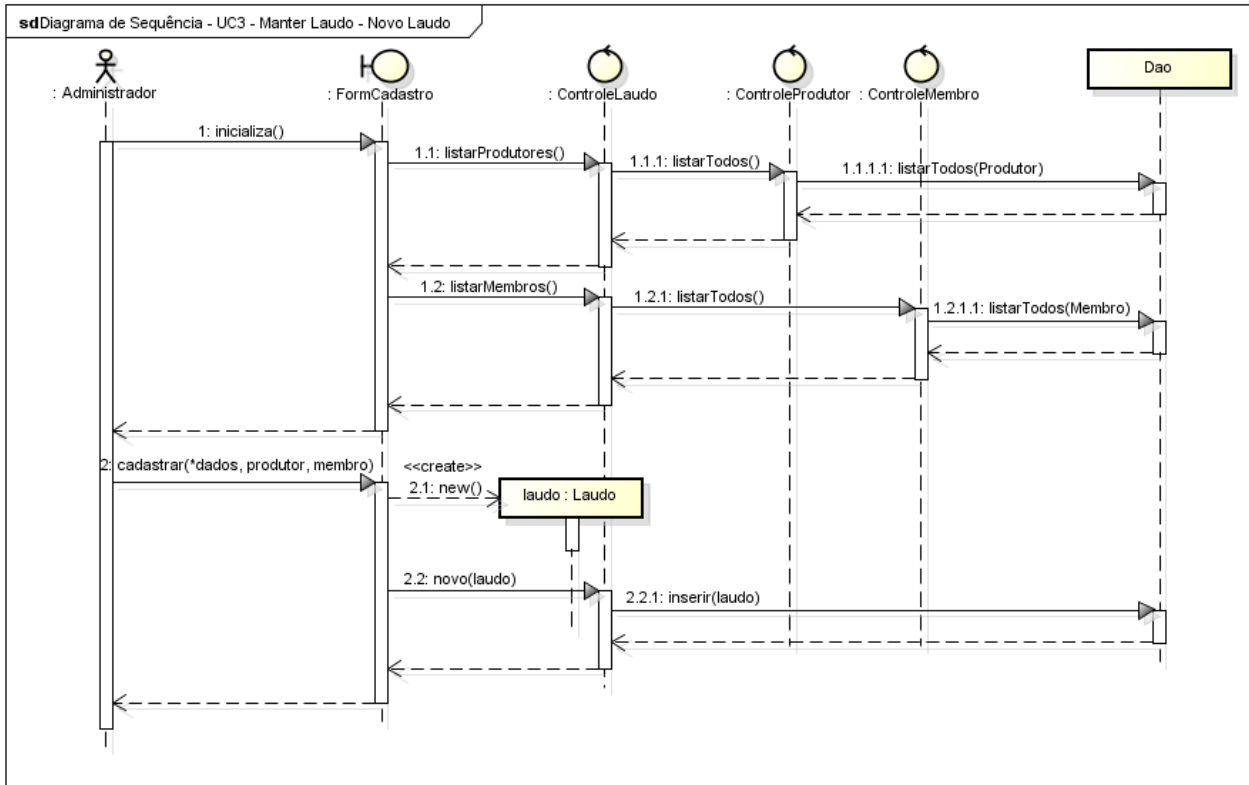 sdDiagrama de Sequência - UC3 - Manter Laudo - Novo Laudo
: Administrador
: FormCadastro
: ControleLaudo
: ControleProdutor
: ControleMembro
Dao
1: inicializa()
1.1: listarProdutores()
1.1.1: listarTodos()
1.1.1.1: listarTodos(Produtor)
1.2: listarMembros()
1.2.1: listarTodos()
1.2.1.1: listarTodos(Membro)
2: cadastrar(*dados, produtor, membro)
<<create>>
2.1: new()
laudo : Laudo
2.2: novo(laudo)
2.2.1: inserir(laudo)